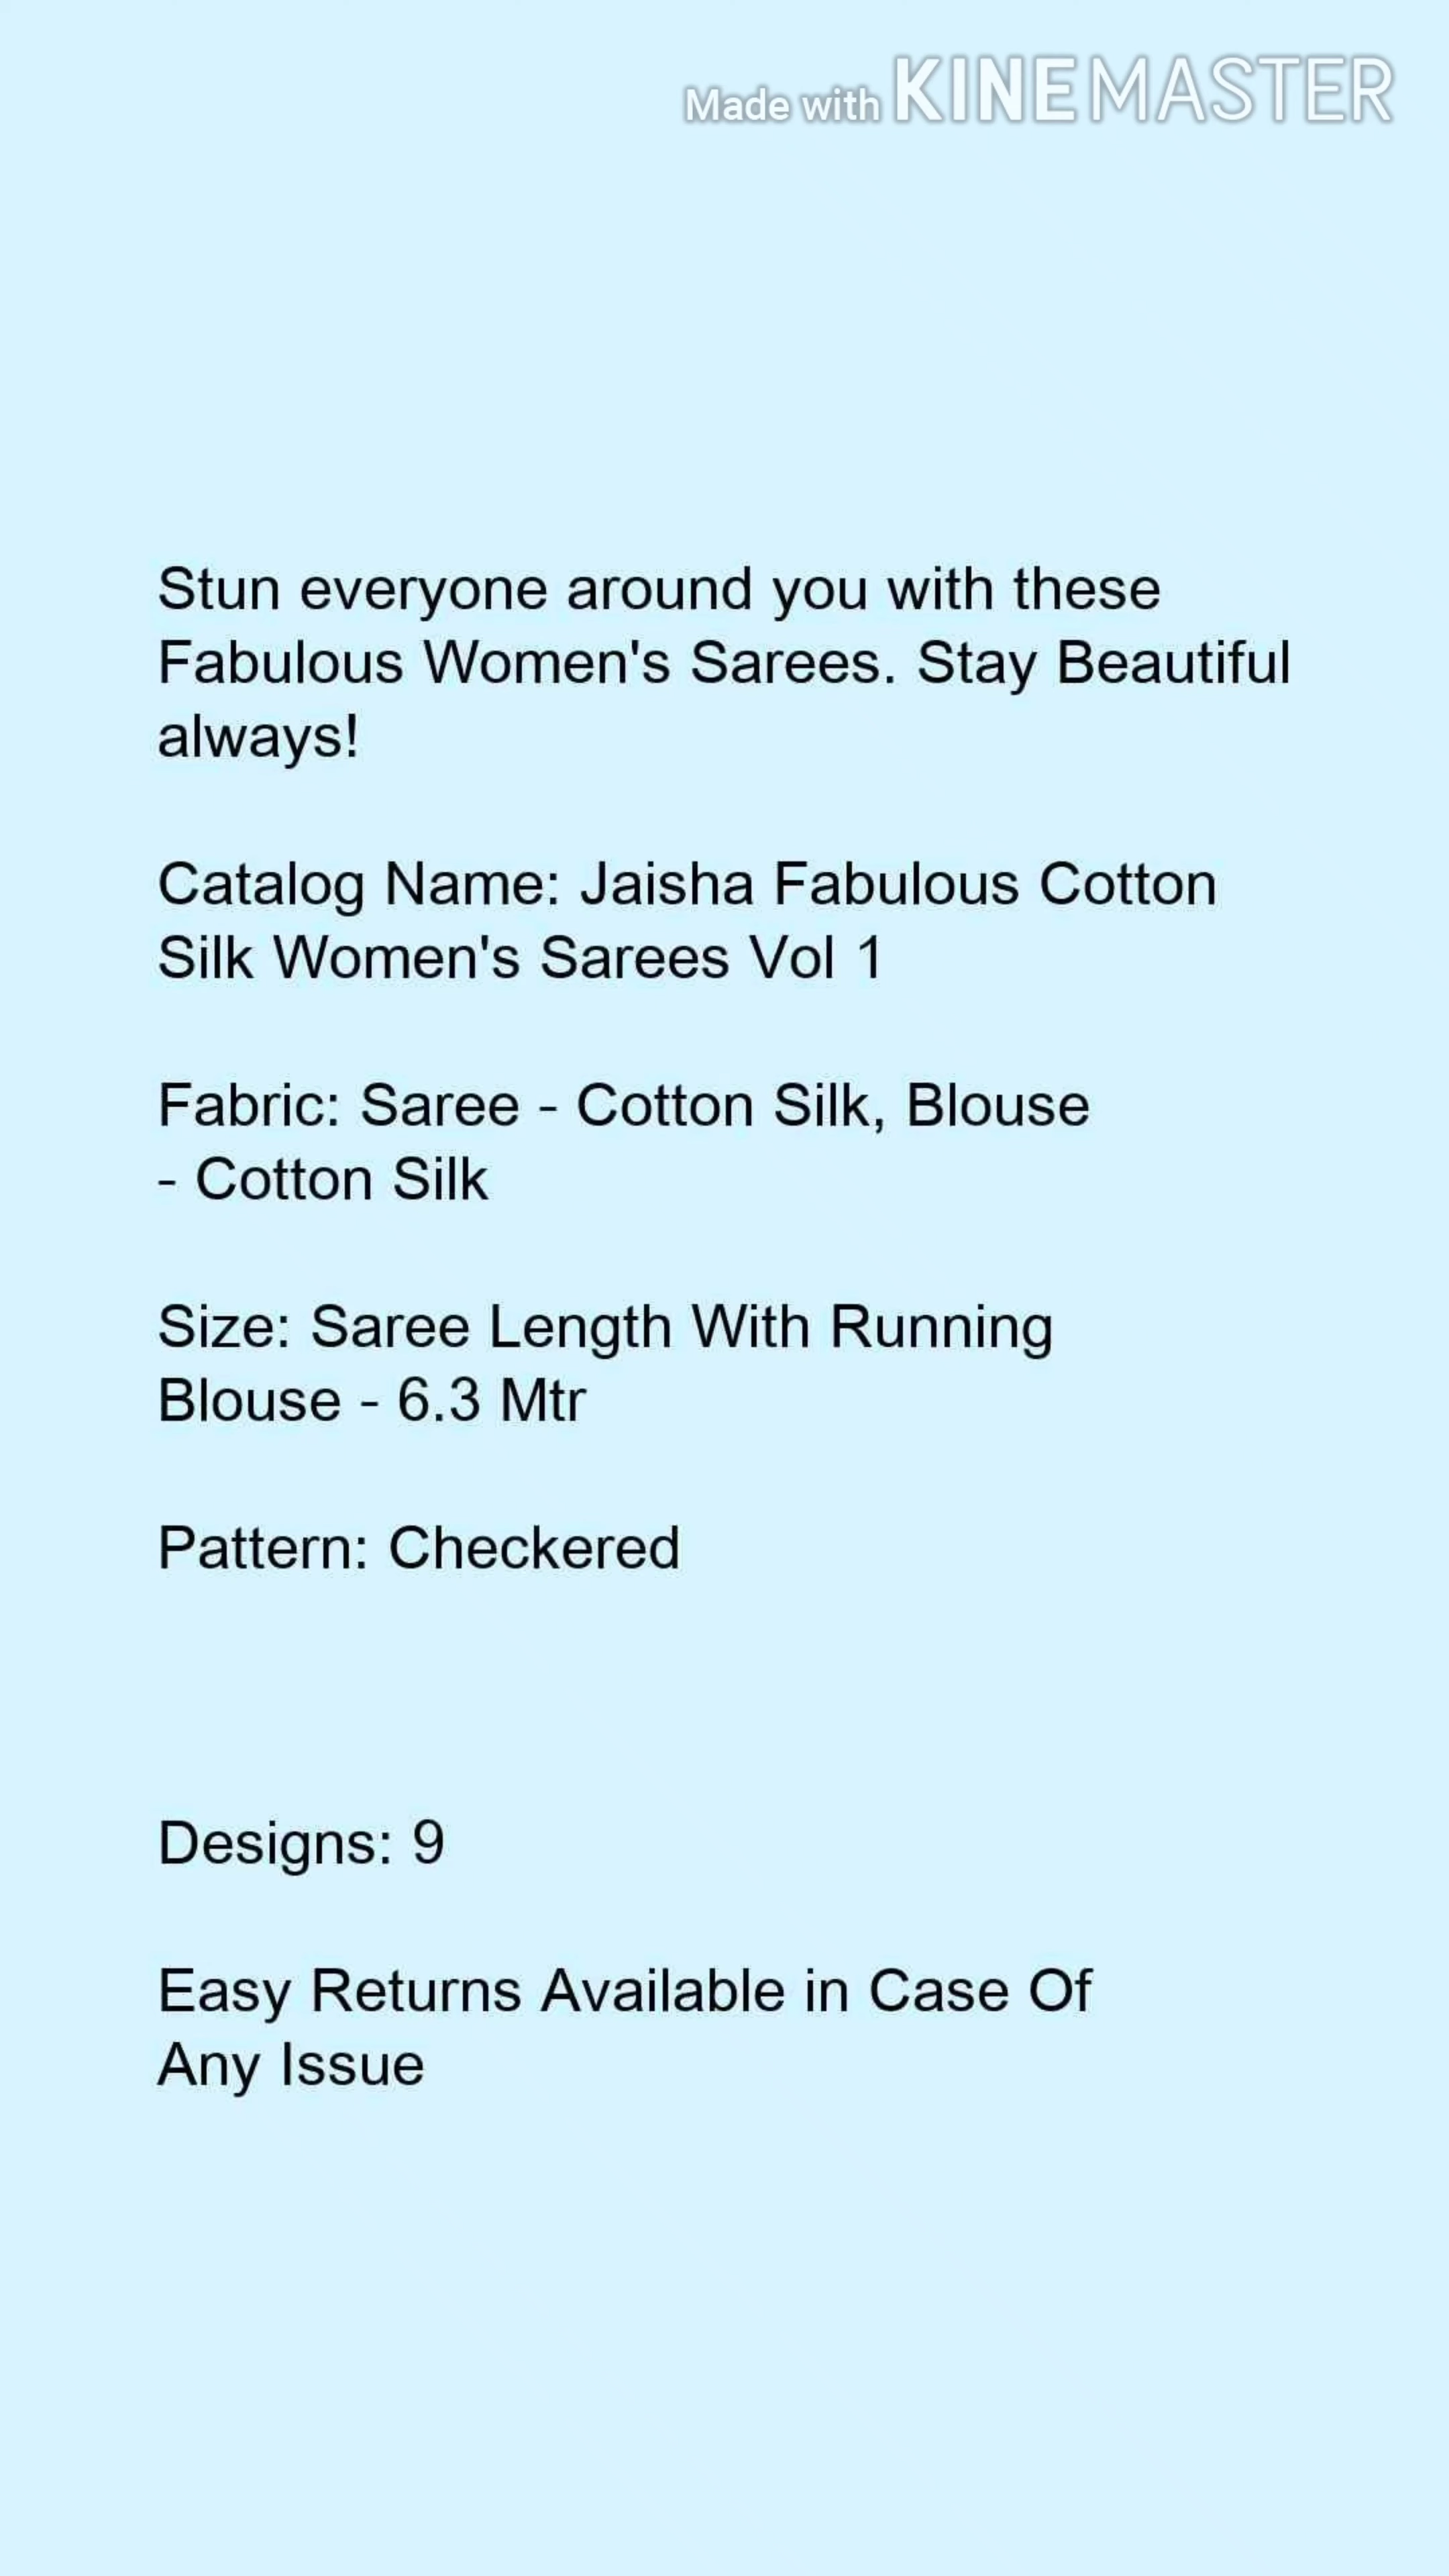 Made with KINEMASTER
Stun everyone around you with these
Fabulous Women's Sarees. Stay Beautiful
always!
Catalog Name: Jaisha Fabulous Cotton
Silk Women's Sarees Vol 1
Fabric: Saree - Cotton Silk, Blouse
- Cotton Silk
Size: Saree Length With Running
Blouse - 6.3 Mtr
Pattern: Checkered
Designs: 9
Easy Returns Available in Case Of
Any Issue